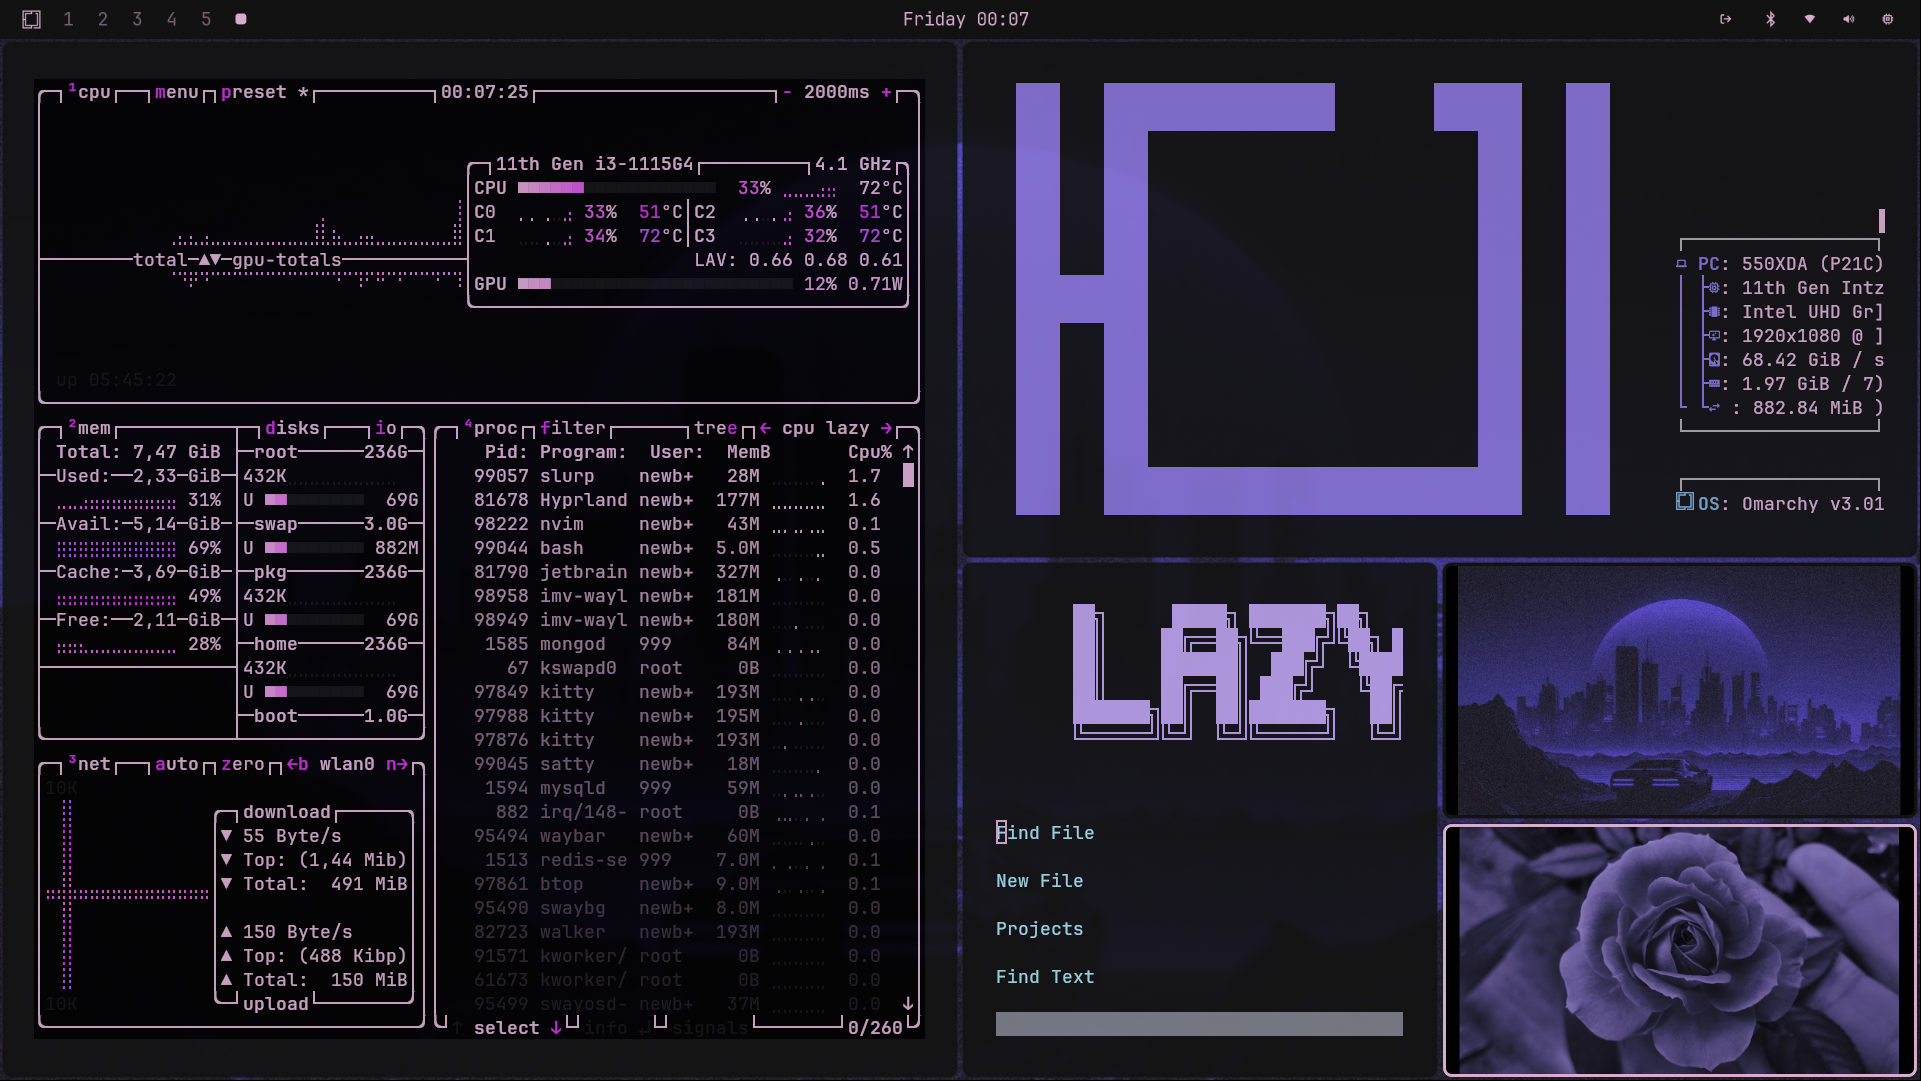 1 2 3 4 5
Friday 00:07
¹cpu menu preset * 00:07:25 - 2000ms +
11th Gen i3-1115G4 4.1 GHz
CPU 33% 72°C
C0 33% 51°C C2 36% 51°C
C1 34% 72°C C3 32% 72°C
total ▲▼ gpu-totals
LAV: 0.66 0.68 0.61
GPU 12% 0.71W
up 05:45:22
²mem disks io
Total: 7,47 GiB root 236G
Used: 2,33 GiB 432K
31% U 69G
Avail: 5,14 GiB swap 3.0G
69% U 882M
Cache: 3,69 GiB pkg 236G
49% 432K
Free: 2,11 GiB U 69G
28% home 236G
432K
U 69G
boot 1.0G
³net auto zero ←b wlan0 n→
10K
download
▼ 55 Byte/s
▼ Top: (1,44 Mib)
▼ Total: 491 MiB
▲ 150 Byte/s
▲ Top: (488 Kibp)
▲ Total: 150 MiB
10K
upload
⁴proc filter tree ← cpu lazy →
Pid: Program: User: MemB Cpu% ↑
99057 slurp newb+ 28M 1.7
81678 Hyprland newb+ 177M 1.6
98222 nvim newb+ 43M 0.1
99044 bash newb+ 5.0M 0.5
81790 jetbrain newb+ 327M 0.0
98958 imv-wayl newb+ 181M 0.0
98949 imv-wayl newb+ 180M 0.0
1585 mongod 999 84M 0.0
67 kswapd0 root 0B 0.0
97849 kitty newb+ 193M 0.0
97988 kitty newb+ 195M 0.0
97876 kitty newb+ 193M 0.0
99045 satty newb+ 18M 0.0
1594 mysqld 999 59M 0.0
882 irq/148- root 0B 0.1
95494 waybar newb+ 60M 0.0
1513 redis-se 999 7.0M 0.1
97861 btop newb+ 9.0M 0.1
95490 swaybg newb+ 8.0M 0.0
82723 walker newb+ 193M 0.0
91571 kworker/ root 0B 0.0
61673 kworker/ root 0B 0.0
95499 swayosd- newb+ 37M 0.0
↑ select ↓ info ↵ signals 0/260
PC: 550XDA (P21C)
: 11th Gen Intz
: Intel UHD Gr]
: 1920x1080 @ ]
: 68.42 GiB / s
: 1.97 GiB / 7)
: 882.84 MiB )
OS: Omarchy v3.01
LAZY
Find File
New File
Projects
Find Text